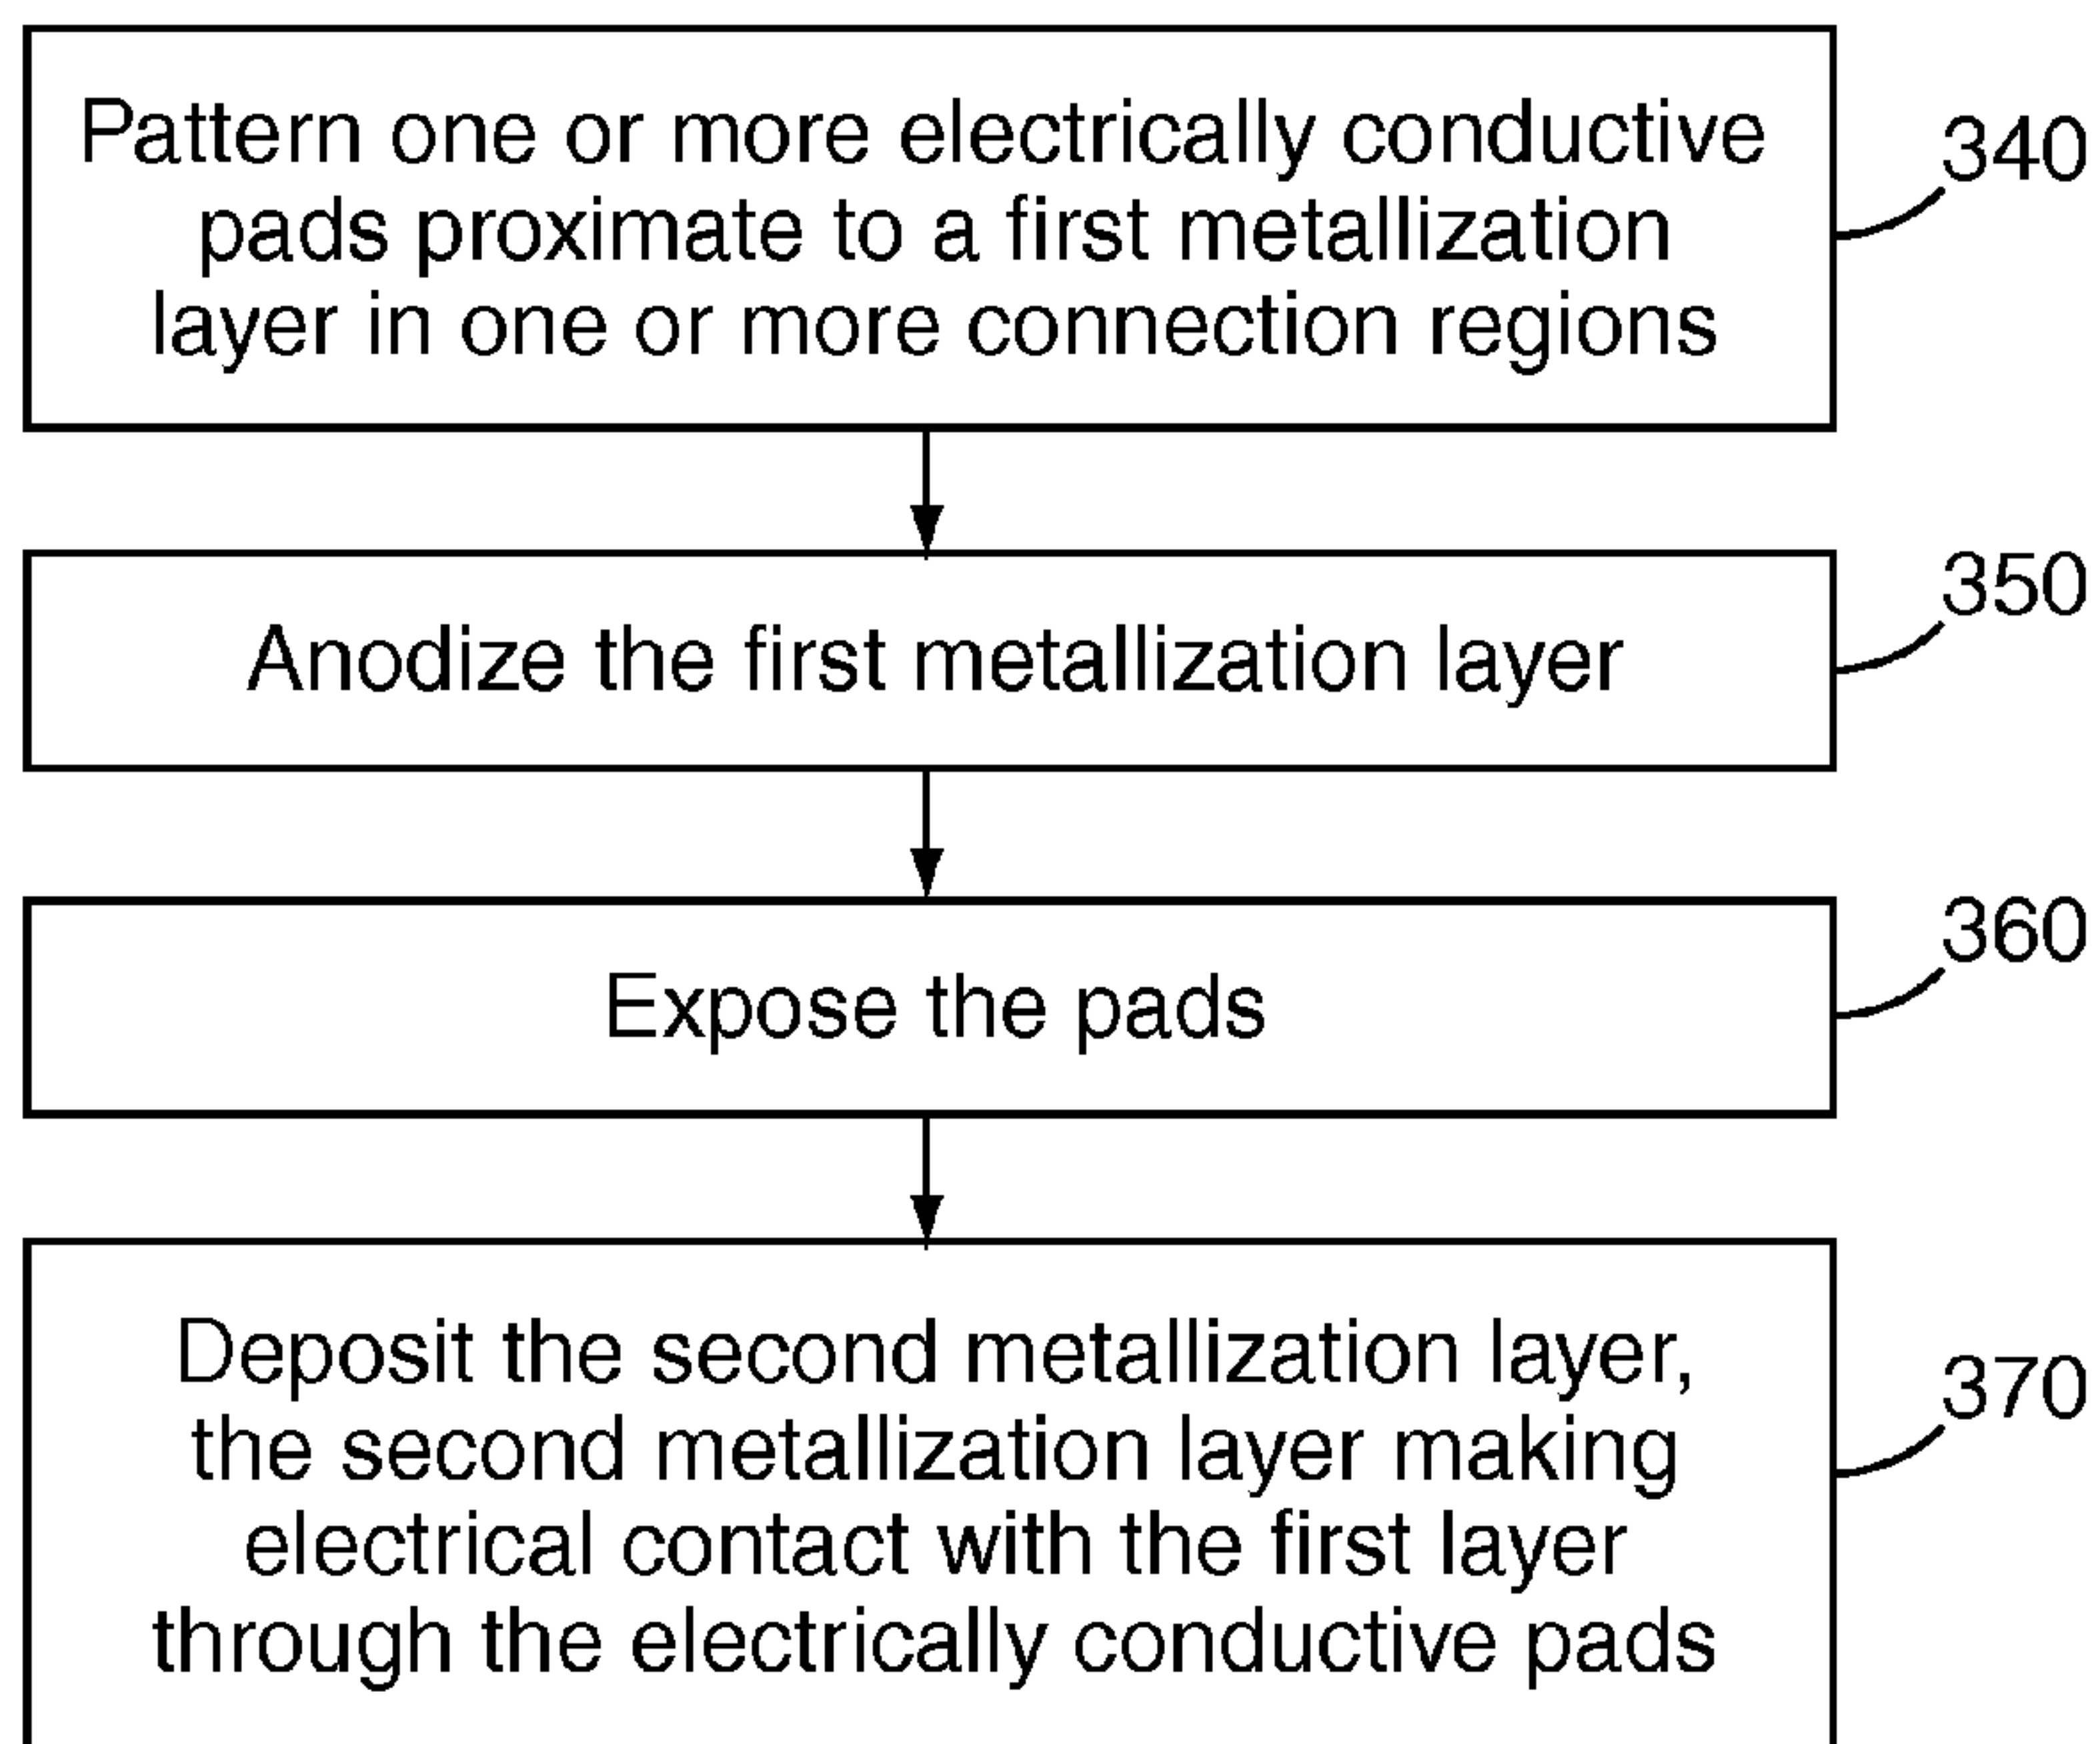 Pattern one or more electrically conductive
pads proximate to a first metallization
layer in one or more connection regions
340
Anodize the first metallization layer
350
Expose the pads
360
Deposit the second metallization layer,
the second metallization layer making
electrical contact with the first layer
through the electrically conductive pads
370